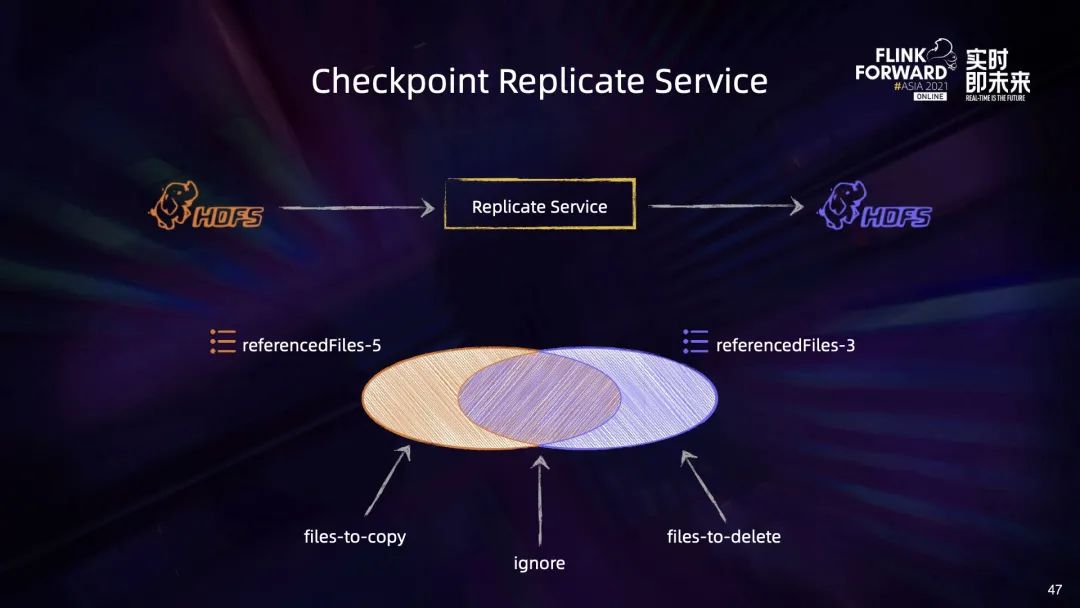 Checkpoint Replicate Service
FLINK
FORWARD
#ASIA 2021
ONLINE
实时
即未来
REAL-TIME IS THE FUTURE
HDFS
Replicate Service
HDFS
referencedFiles-5
referencedFiles-3
files-to-copy
ignore
files-to-delete
47